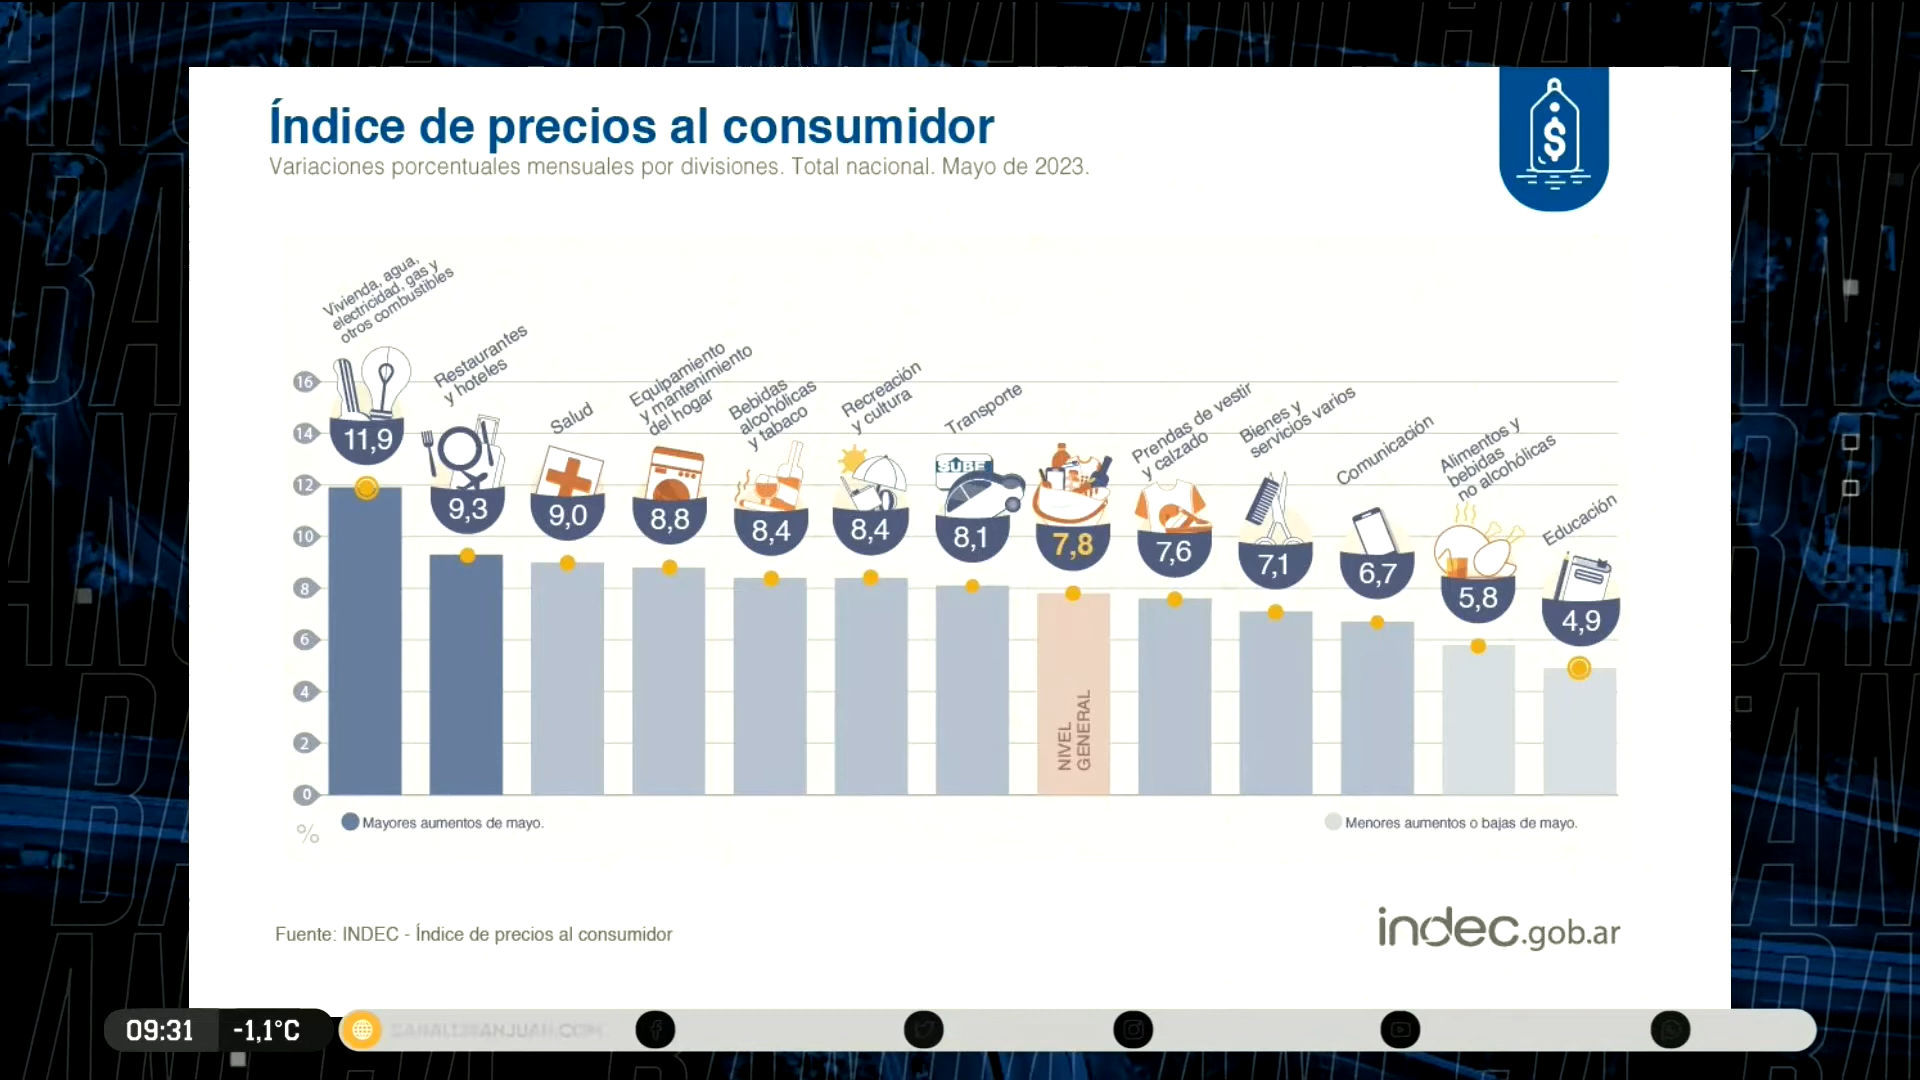 Índice de precios al consumidor
Variaciones porcentuales mensuales por divisiones. Total nacional. Mayo de 2023.
$
Vivienda, agua,
electricidad, gas y
otros combustibles
Restaurantes
y hoteles
Salud
Equipamiento
y mantenimiento
del hogar
Bebidas
alcohólicas
y tabaco
Recreación
y cultura
Transporte
Prendas de vestir
y calzado
Bienes y
servicios varios
Comunicación
Alimentos y
bebidas
no alcohólicas
Educación
SUBE
11,9
9,3
9,0
8,8
8,4
8,4
8,1
7,8
7,6
7,1
6,7
5,8
4,9
16
14
12
10
8
6
4
2
0
%
NIVEL
GENERAL
Mayores aumentos de mayo.
Menores aumentos o bajas de mayo.
Fuente: INDEC - Índice de precios al consumidor
indec.gob.ar
09:31
-1,1°C